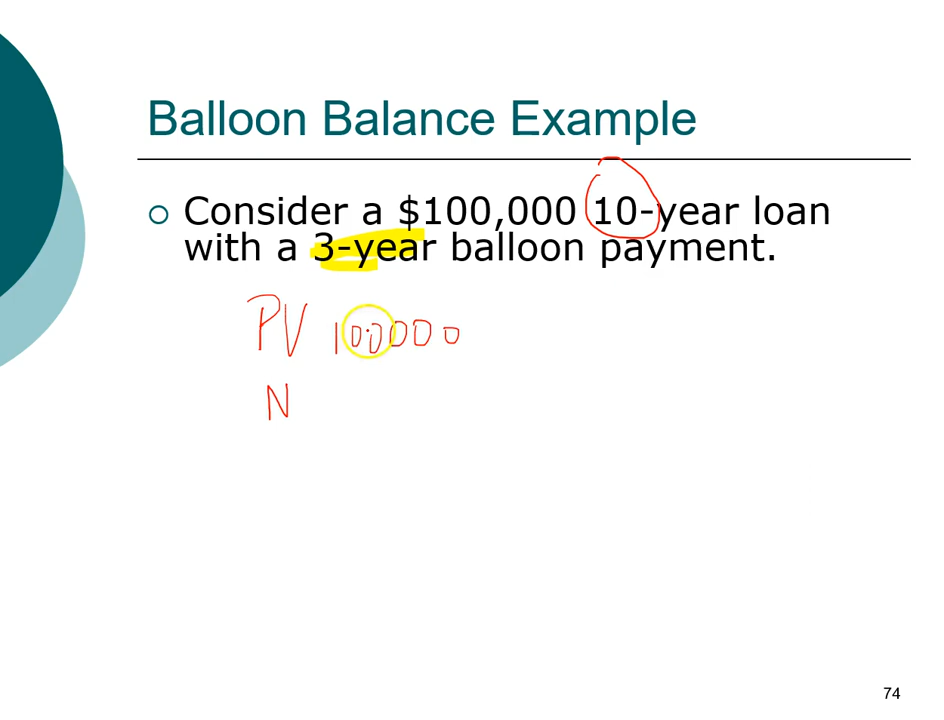 Balloon Balance Example
Consider a $100,000 10-year loan
with a 3-year balloon payment.
PV 100000
N
74